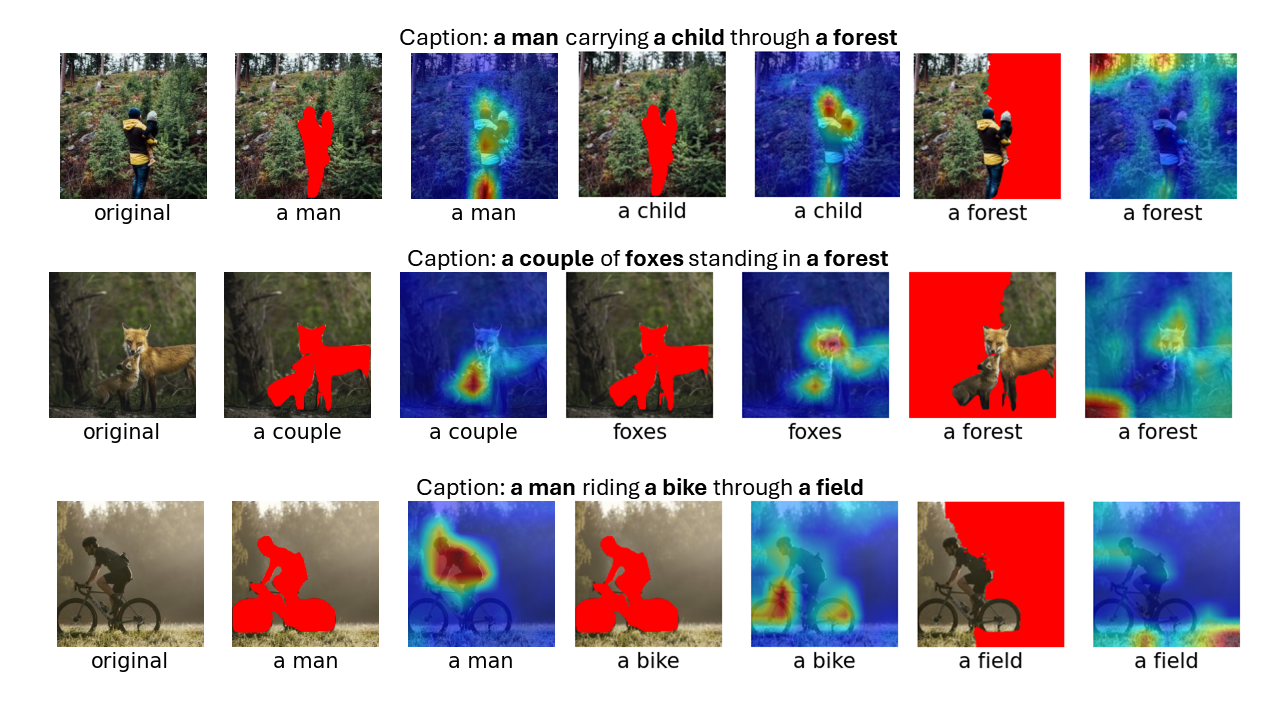 Caption: a man carrying a child through a forest
original a man a man a child a child a forest a forest
Caption: a couple of foxes standing in a forest
original a couple a couple foxes foxes a forest a forest
Caption: a man riding a bike through a field
original a man a man a bike a bike a field a field